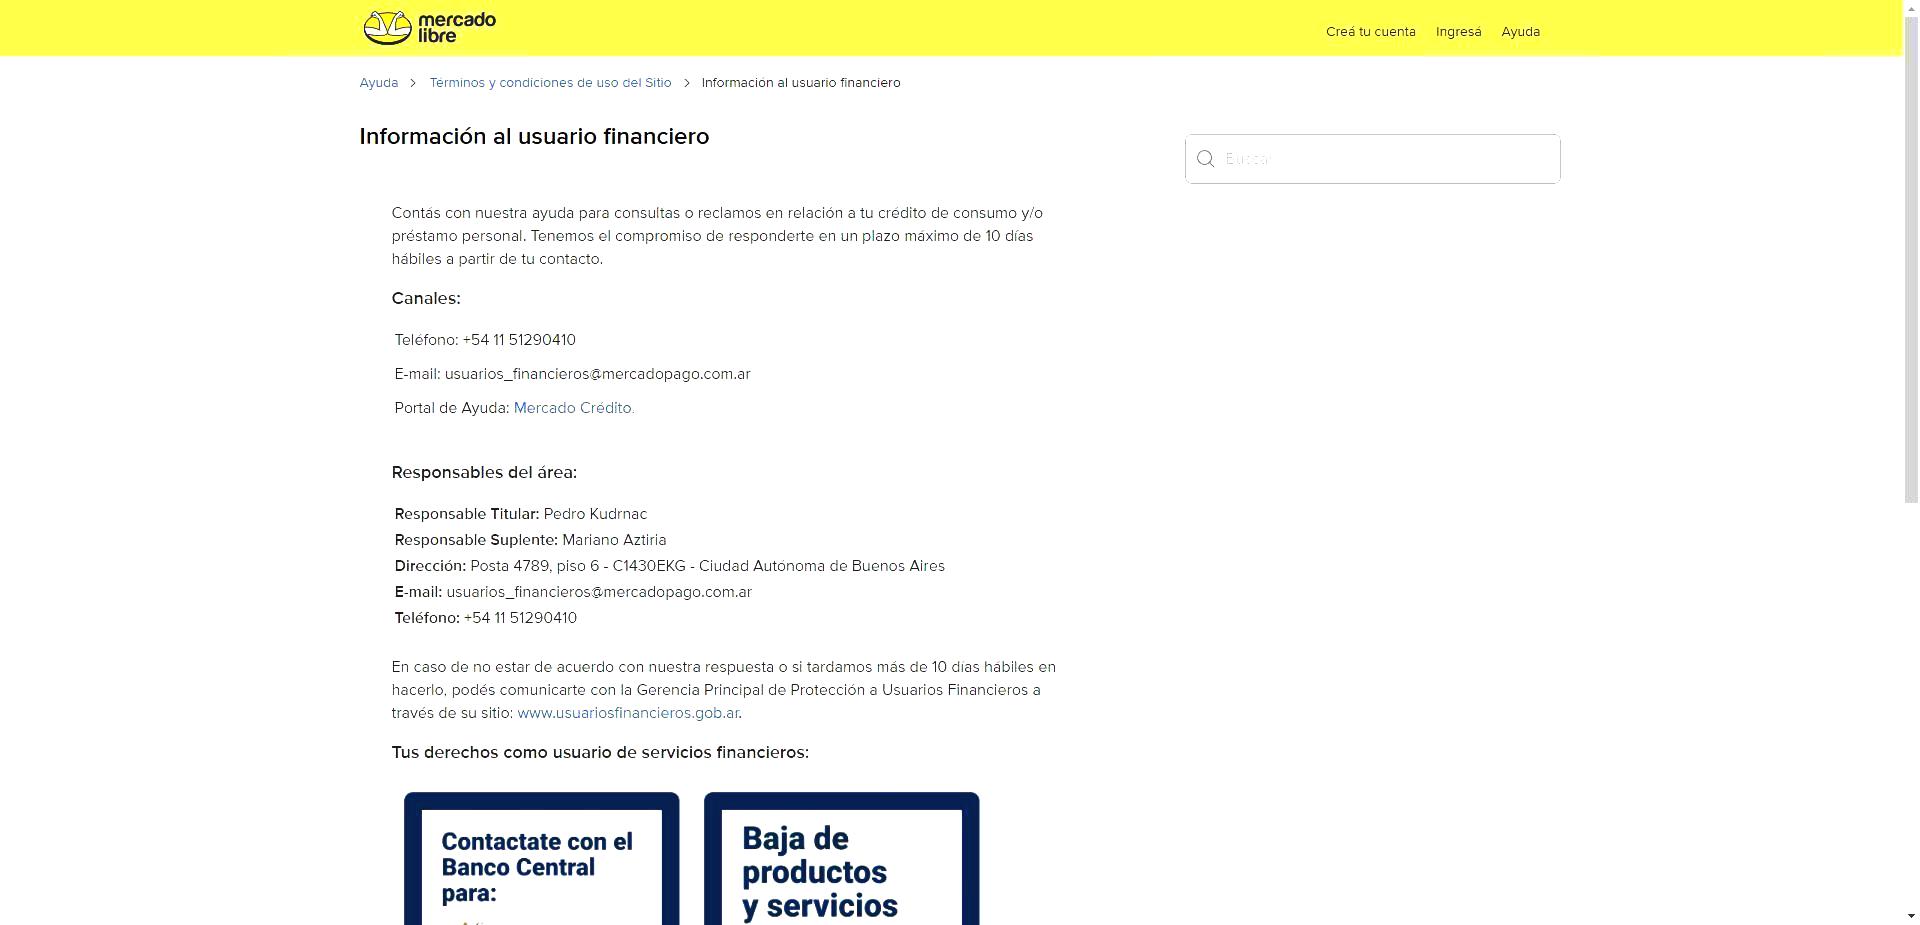 mercado
libre
Creá tu cuenta Ingresá Ayuda
Ayuda > Términos y condiciones de uso del Sitio > Información al usuario financiero
Información al usuario financiero
Buscar
Contás con nuestra ayuda para consultas o reclamos en relación a tu crédito de consumo y/o
préstamo personal. Tenemos el compromiso de responderte en un plazo máximo de 10 días
hábiles a partir de tu contacto.
Canales:
Teléfono: +54 11 51290410
E-mail: usuarios_financieros@mercadopago.com.ar
Portal de Ayuda: Mercado Crédito.
Responsables del área:
Responsable Titular: Pedro Kudrnac
Responsable Suplente: Mariano Aztiria
Dirección: Posta 4789, piso 6 - C1430EKG - Ciudad Autónoma de Buenos Aires
E-mail: usuarios_financieros@mercadopago.com.ar
Teléfono: +54 11 51290410
En caso de no estar de acuerdo con nuestra respuesta o si tardamos más de 10 días hábiles en
hacerlo, podés comunicarte con la Gerencia Principal de Protección a Usuarios Financieros a
través de su sitio: www.usuariosfinancieros.gob.ar.
Tus derechos como usuario de servicios financieros:
Contactate con el
Banco Central
para:
Baja de
productos
y servicios